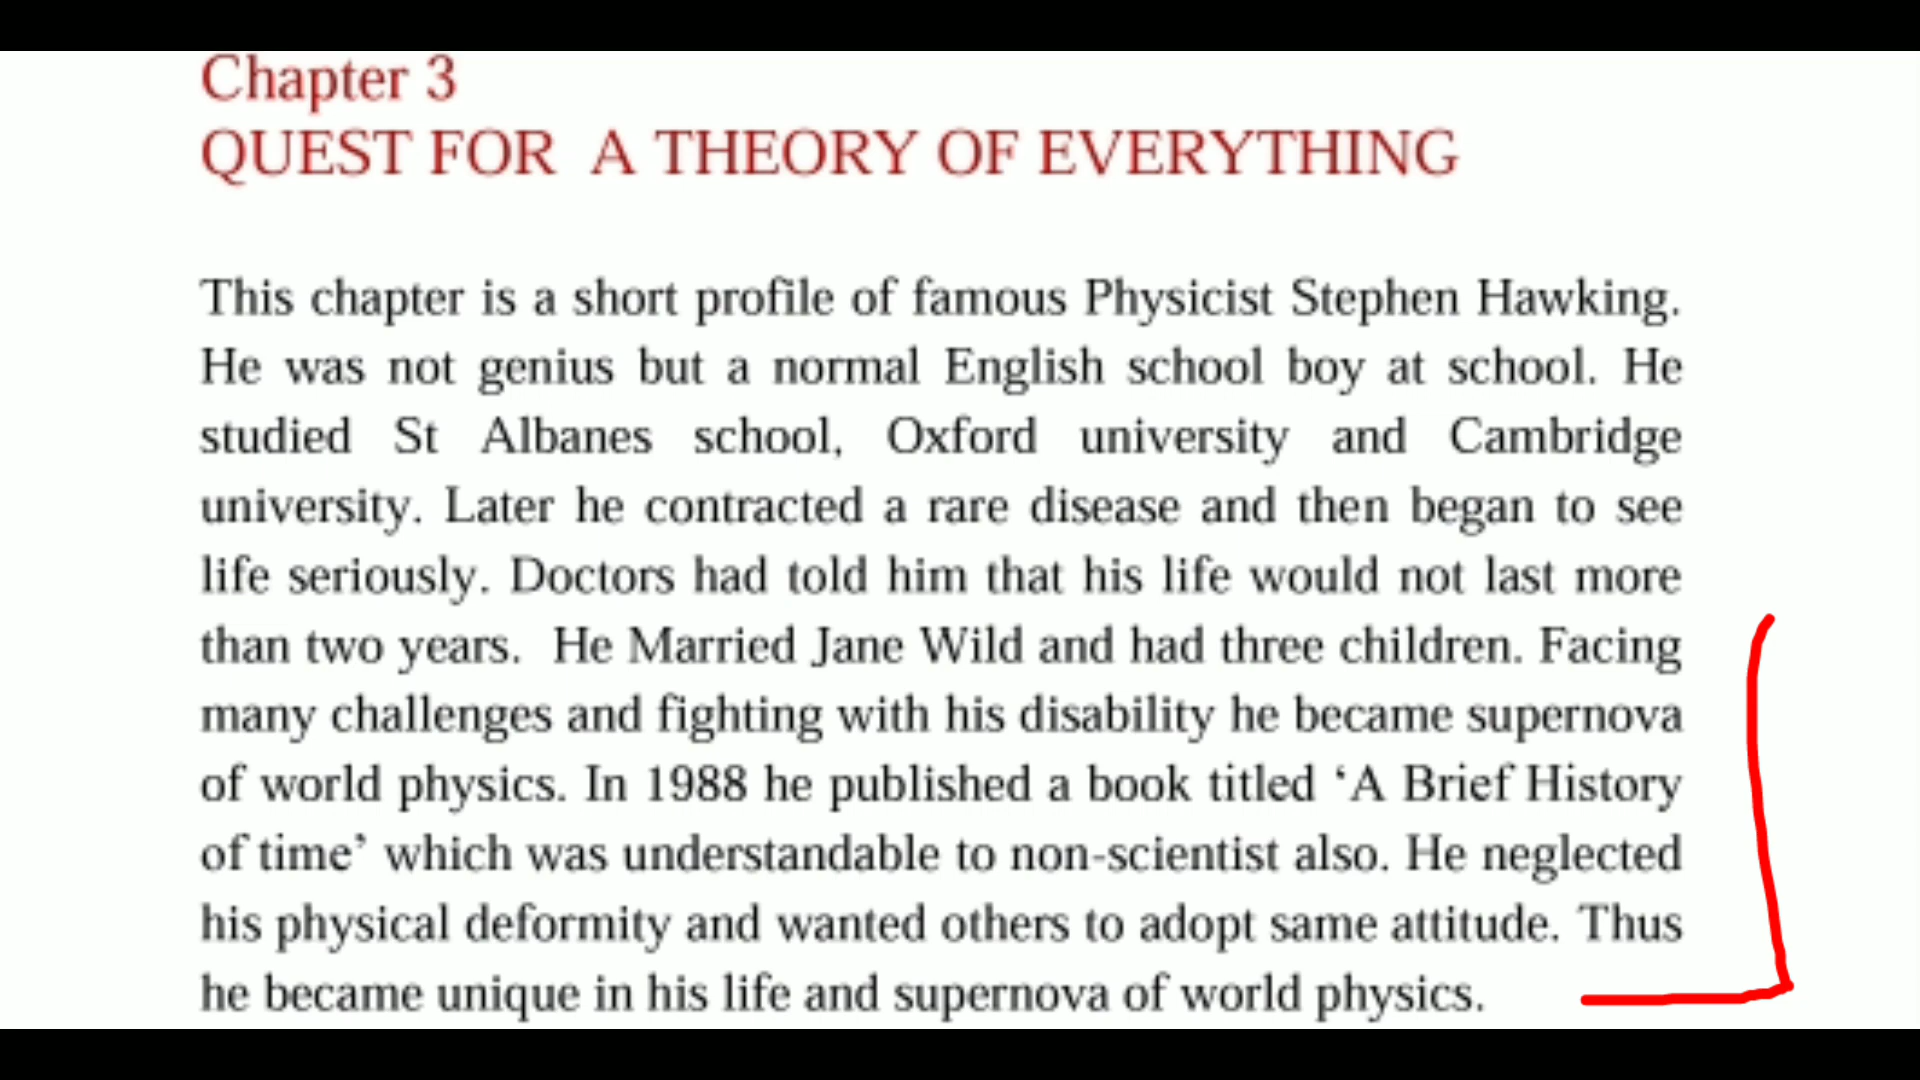 Chapter 3
QUEST FOR A THEORY OF EVERYTHING
This chapter is a short profile of famous Physicist Stephen Hawking.
He was not genius but a normal English school boy at school. He
studied St Albanes school, Oxford university and Cambridge
university. Later he contracted a rare disease and then began to see
life seriously. Doctors had told him that his life would not last more
than two years. He Married Jane Wild and had three children. Facing
many challenges and fighting with his disability he became supernova
of world physics. In 1988 he published a book titled ‘A Brief History
of time’ which was understandable to non-scientist also. He neglected
his physical deformity and wanted others to adopt same attitude. Thus
he became unique in his life and supernova of world physics.